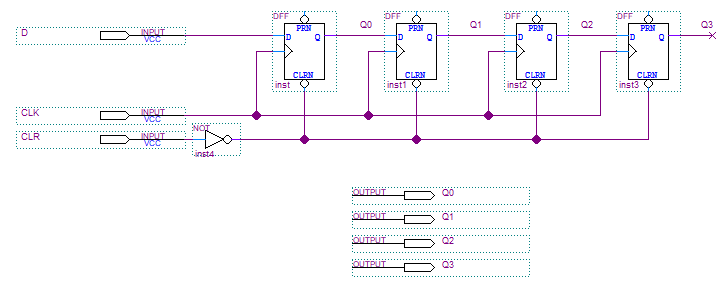 DFF DFF DFF DFF
PRN PRN PRN PRN
D INPUT VCC D Q Q0 D Q Q1 D Q Q2 D Q Q3
CLRN CLRN CLRN CLRN
inst inst1 inst2 inst3
CLK INPUT VCC
CLR INPUT VCC NOT
inst4
OUTPUT Q0
OUTPUT Q1
OUTPUT Q2
OUTPUT Q3